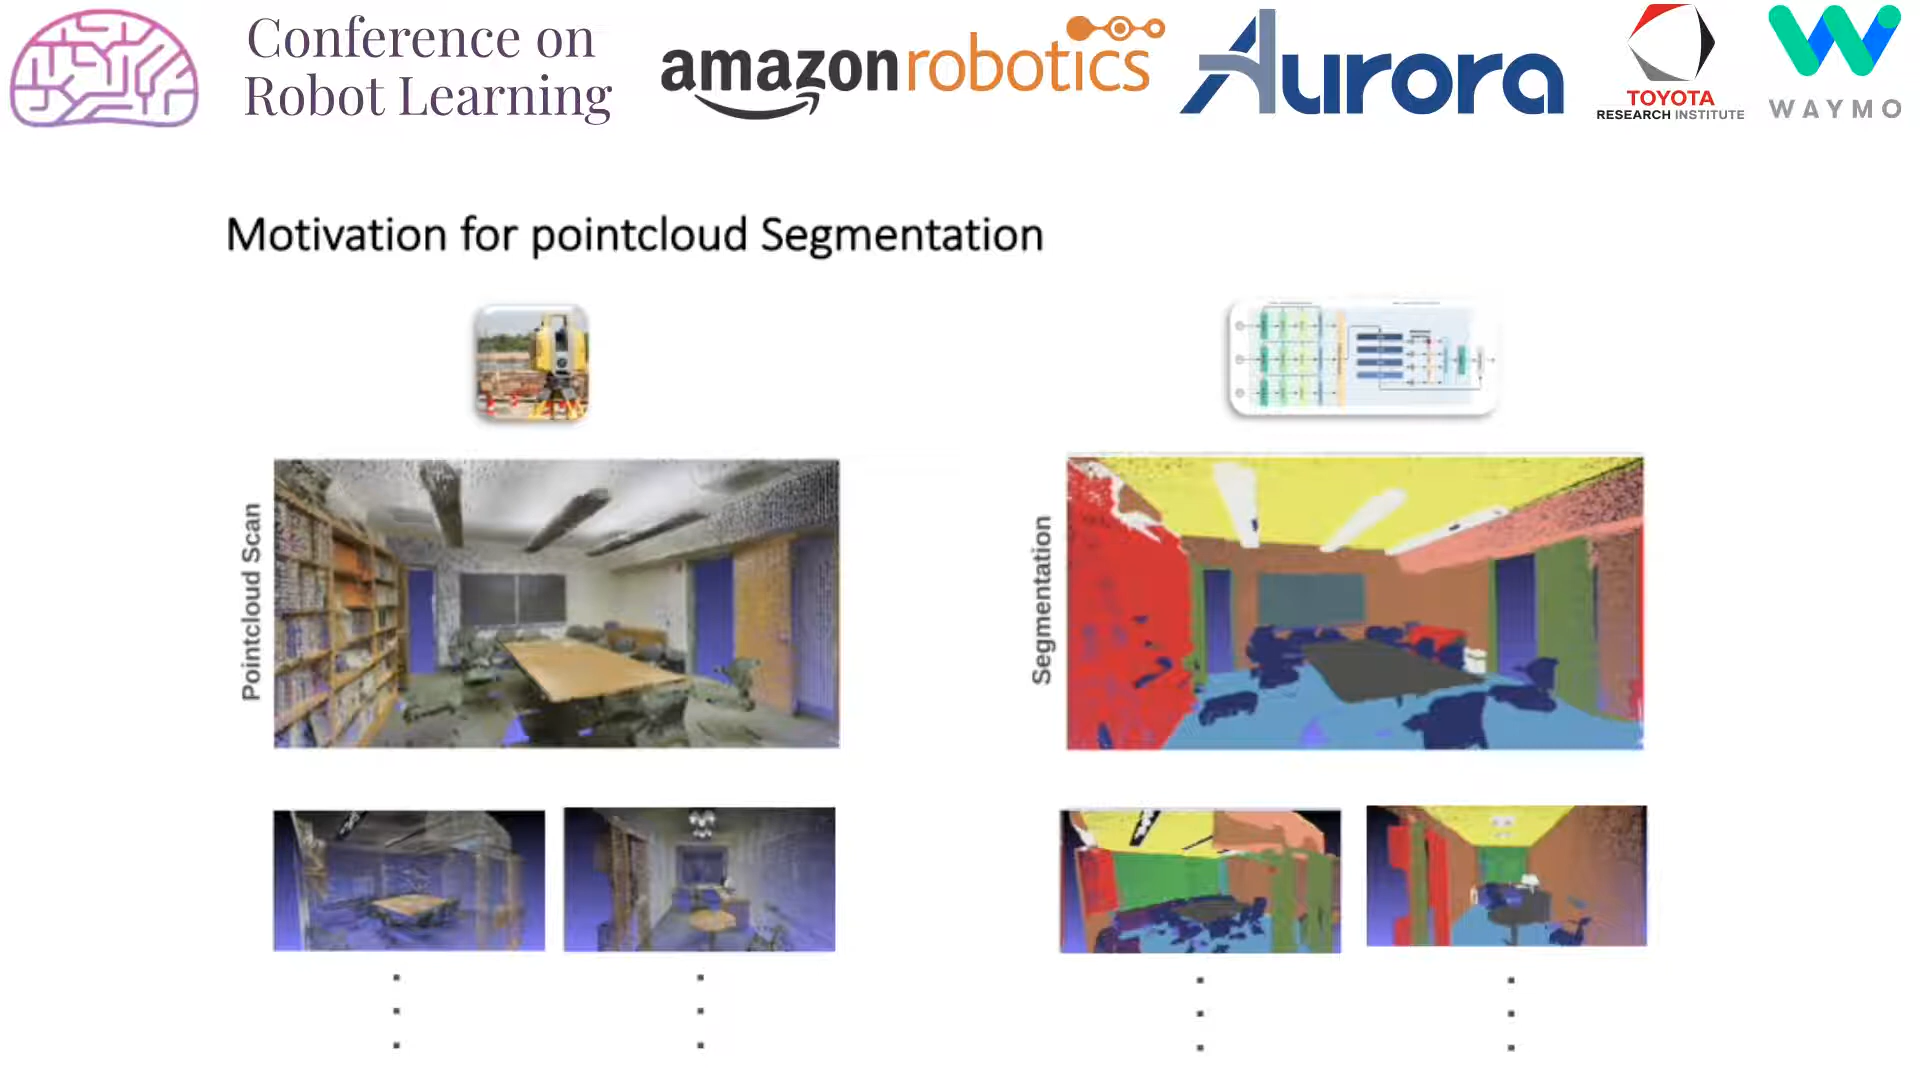 Conference on
Robot Learning
amazon robotics
Aurora
TOYOTA
RESEARCH INSTITUTE
WAYMO
Motivation for pointcloud Segmentation
Pointcloud Scan
Segmentation